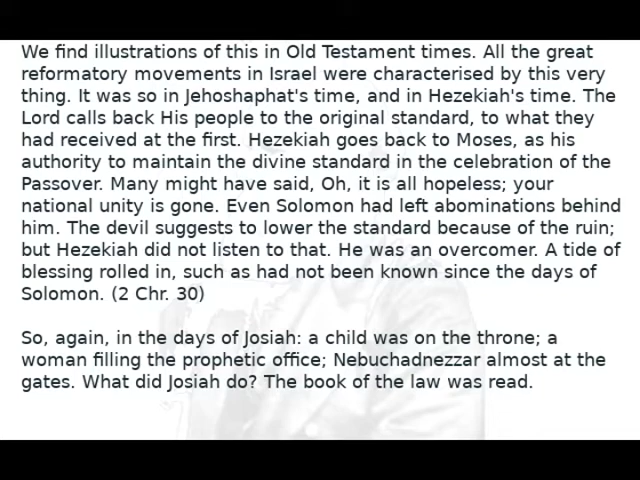 We find illustrations of this in Old Testament times. All the great
reformatory movements in Israel were characterised by this very
thing. It was so in Jehoshaphat's time, and in Hezekiah's time. The
Lord calls back His people to the original standard, to what they
had received at the first. Hezekiah goes back to Moses, as his
authority to maintain the divine standard in the celebration of the
Passover. Many might have said, Oh, it is all hopeless; your
national unity is gone. Even Solomon had left abominations behind
him. The devil suggests to lower the standard because of the ruin;
but Hezekiah did not listen to that. He was an overcomer. A tide of
blessing rolled in, such as had not been known since the days of
Solomon. (2 Chr. 30)
So, again, in the days of Josiah: a child was on the throne; a
woman filling the prophetic office; Nebuchadnezzar almost at the
gates. What did Josiah do? The book of the law was read.